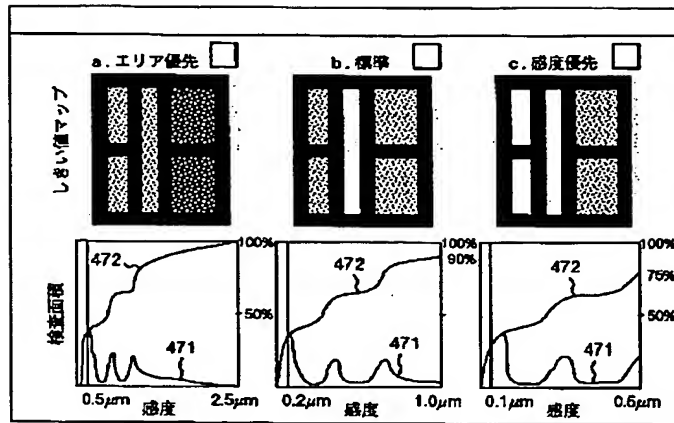 a.エリア優先
b.標準
c.感度優先
しきい値マップ
検査面積
472
471
100%
50%
0.5μm
感度
2.5μm
472
471
100%
90%
50%
0.2μm
感度
1.0μm
472
471
100%
75%
50%
0.1μm
感度
0.6μm